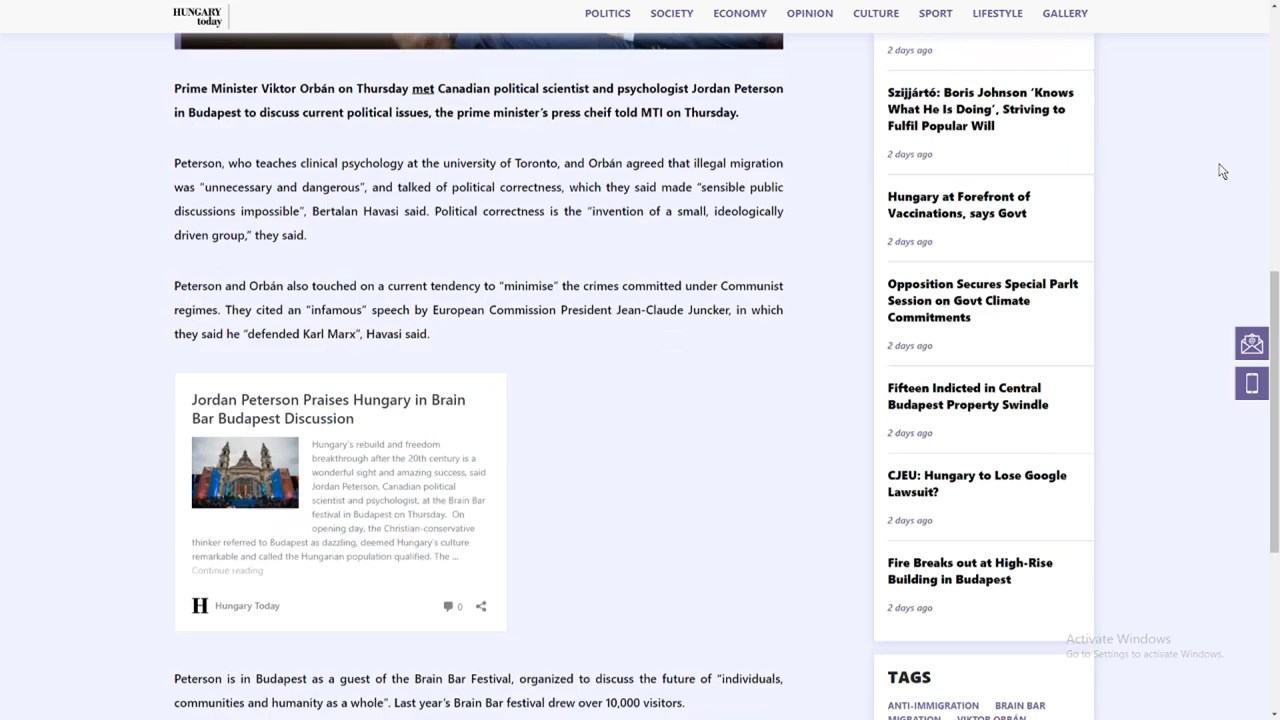 HUNGARY
today
POLITICS SOCIETY ECONOMY OPINION CULTURE SPORT LIFESTYLE GALLERY
Prime Minister Viktor Orbán on Thursday met Canadian political scientist and psychologist Jordan Peterson
in Budapest to discuss current political issues, the prime minister's press cheif told MTI on Thursday.
Peterson, who teaches clinical psychology at the university of Toronto, and Orbán agreed that illegal migration
was “unnecessary and dangerous”, and talked of political correctness, which they said made “sensible public
discussions impossible”, Bertalan Havasi said. Political correctness is the “invention of a small, ideologically
driven group,” they said.
Peterson and Orbán also touched on a current tendency to “minimise” the crimes committed under Communist
regimes. They cited an “infamous” speech by European Commission President Jean-Claude Juncker, in which
they said he “defended Karl Marx”, Havasi said.
Jordan Peterson Praises Hungary in Brain
Bar Budapest Discussion
Hungary's rebuild and freedom
breakthrough after the 20th century is a
wonderful sight and amazing success, said
Jordan Peterson, Canadian political
scientist and psychologist, at the Brain Bar
festival in Budapest on Thursday. On
opening day, the Christian-conservative
thinker referred to Budapest as dazzling, deemed Hungary's culture
remarkable and called the Hungarian population qualified. The ...
Continue reading
H Hungary Today 0
Peterson is in Budapest as a guest of the Brain Bar Festival, organized to discuss the future of “individuals,
communities and humanity as a whole”. Last year's Brain Bar festival drew over 10,000 visitors.
2 days ago
Szijjártó: Boris Johnson ‘Knows
What He Is Doing’, Striving to
Fulfil Popular Will
2 days ago
Hungary at Forefront of
Vaccinations, says Govt
2 days ago
Opposition Secures Special Parlt
Session on Govt Climate
Commitments
2 days ago
Fifteen Indicted in Central
Budapest Property Swindle
2 days ago
CJEU: Hungary to Lose Google
Lawsuit?
2 days ago
Fire Breaks out at High-Rise
Building in Budapest
2 days ago
Activate Windows
Go to Settings to activate Windows.
TAGS
ANTI-IMMIGRATION BRAIN BAR
MIGRATION VIKTOR ORBÁN